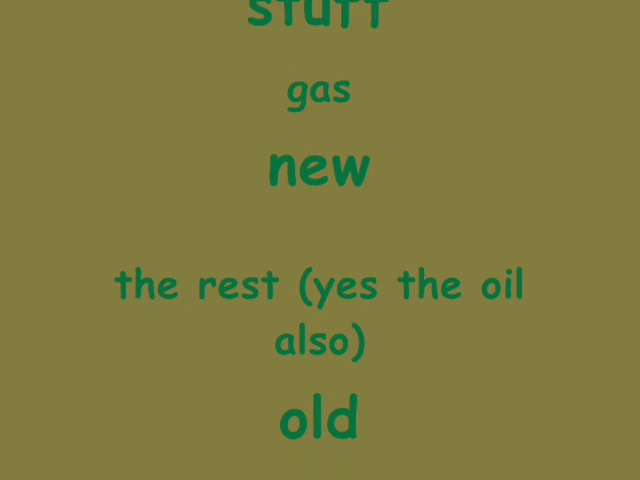 stuff
gas
new
the rest (yes the oil
also)
old